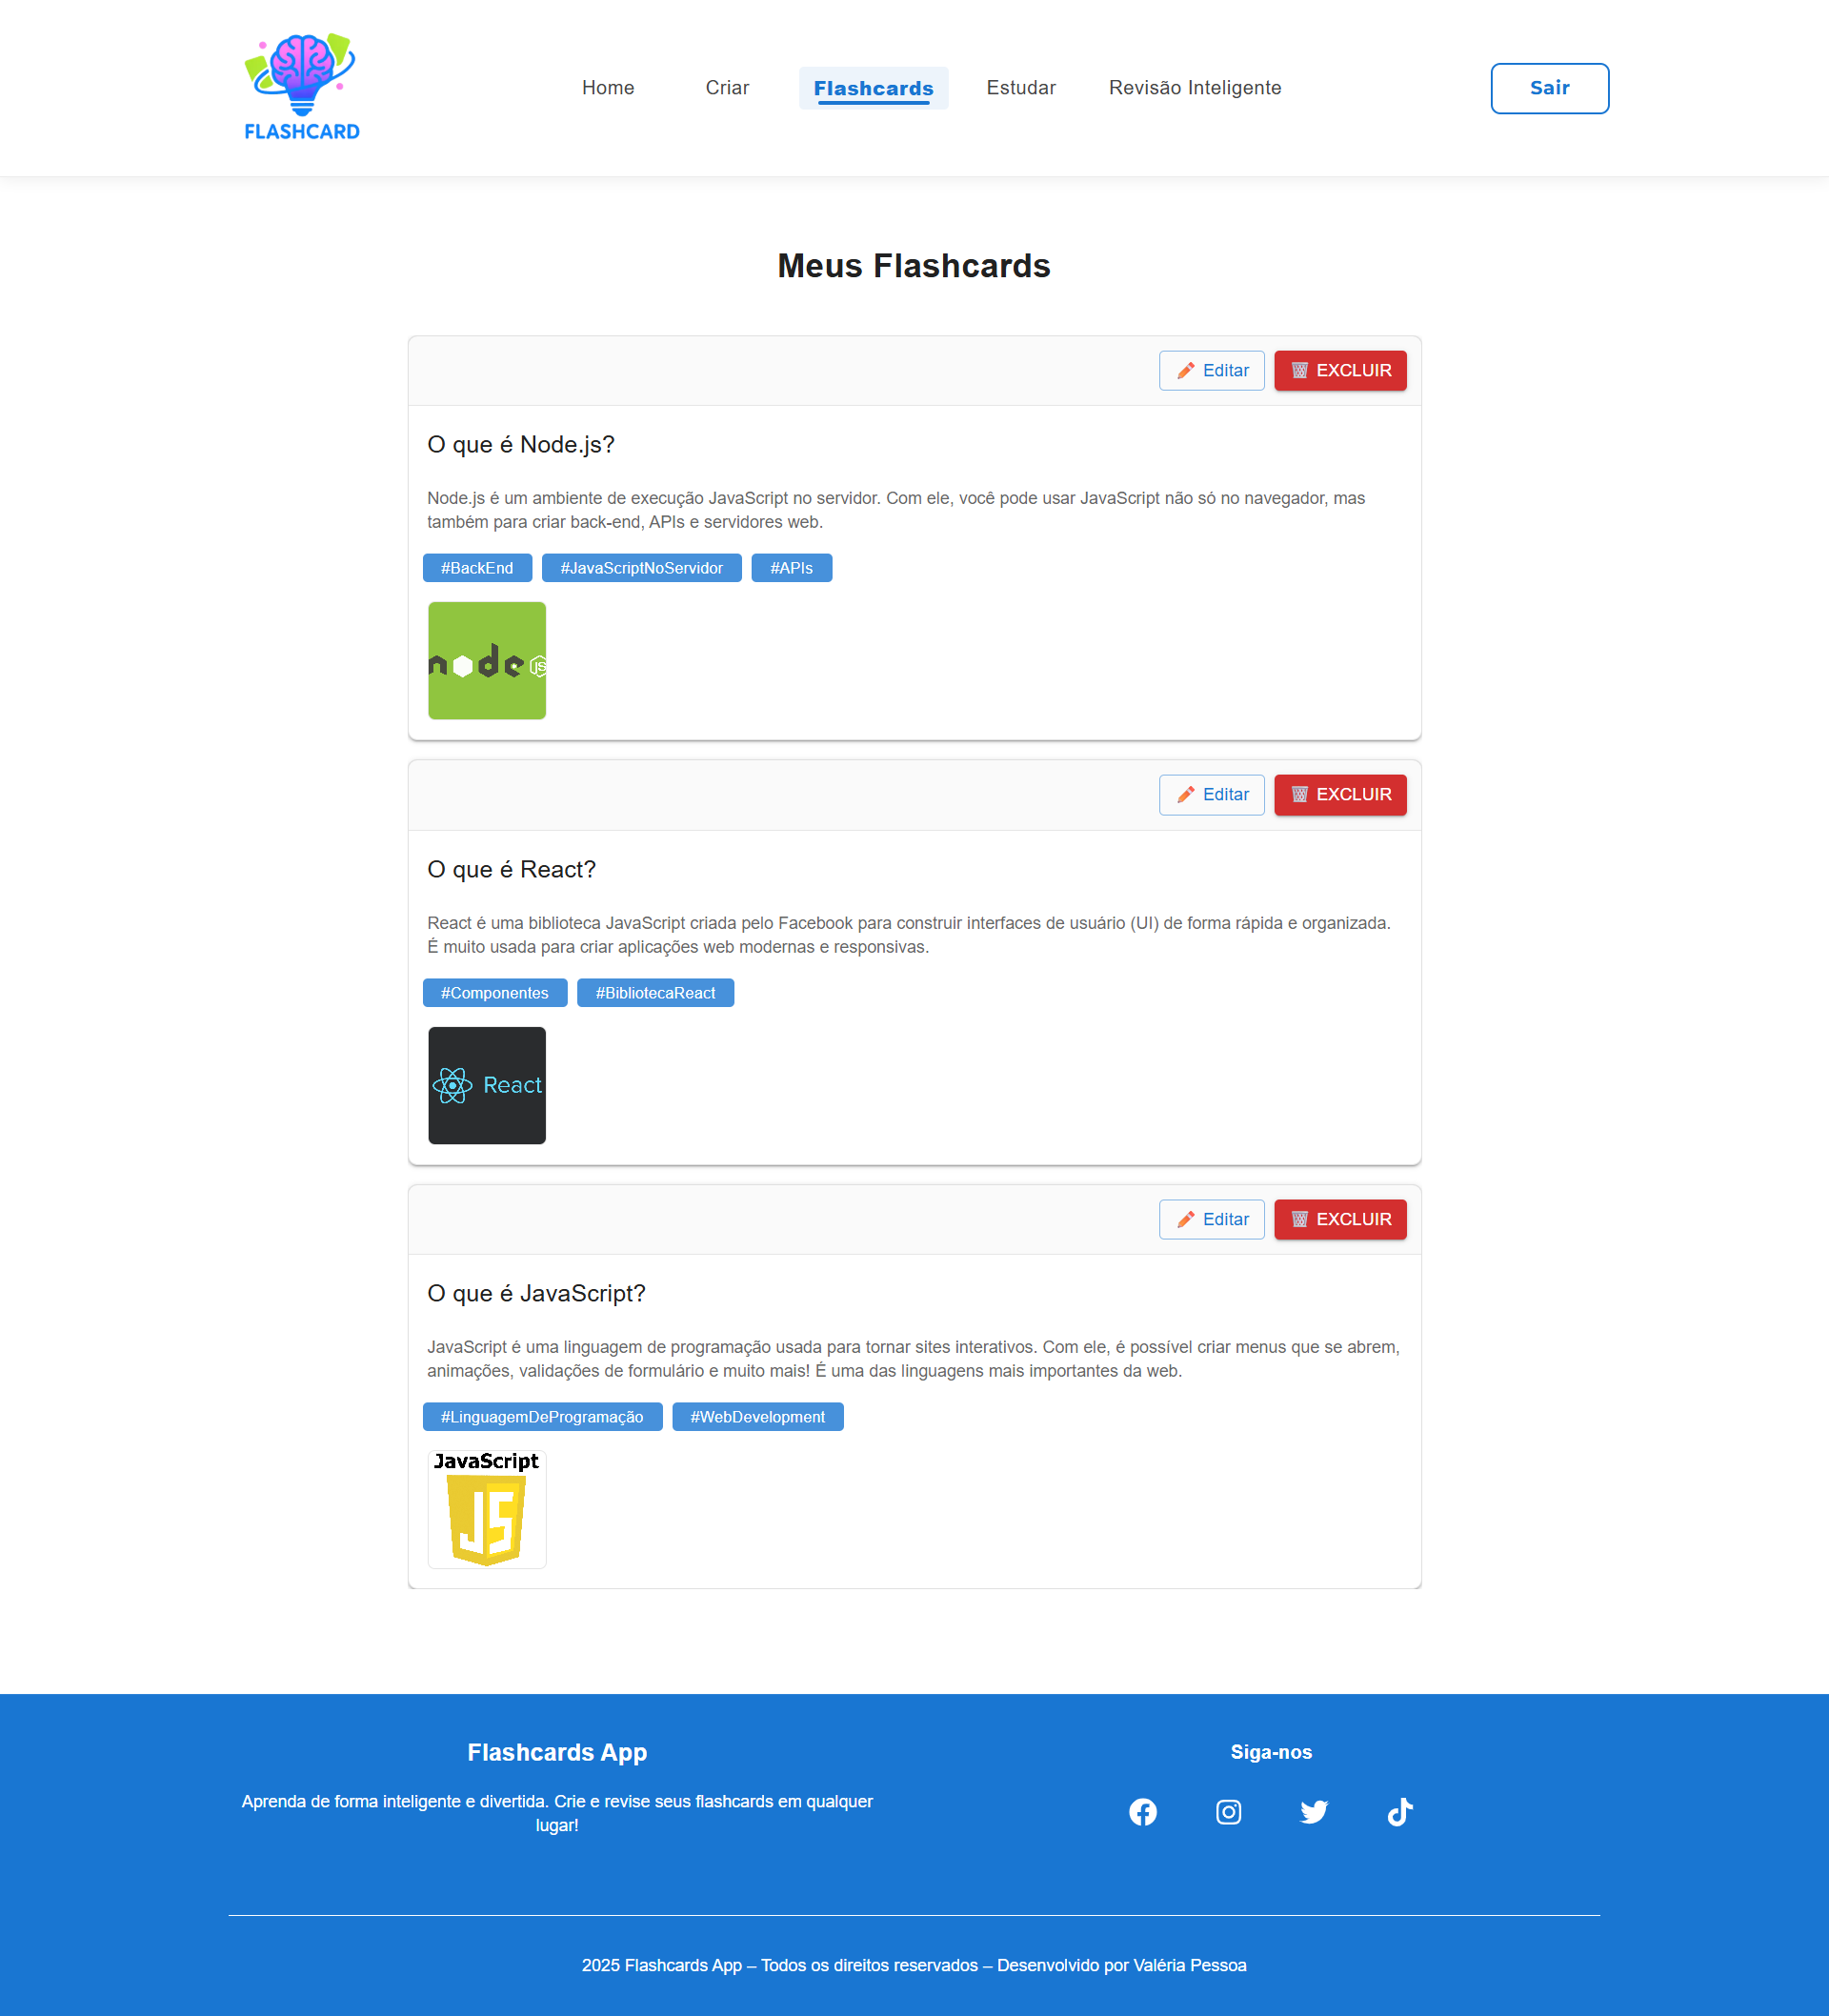 FLASHCARD
Home
Criar
Flashcards
Estudar
Revisão Inteligente
Sair
Meus Flashcards
Editar
EXCLUIR
O que é Node.js?
Node.js é um ambiente de execução JavaScript no servidor. Com ele, você pode usar JavaScript não só no navegador, mas
também para criar back-end, APIs e servidores web.
#BackEnd
#JavaScriptNoServidor
#APIs
node JS
Editar
EXCLUIR
O que é React?
React é uma biblioteca JavaScript criada pelo Facebook para construir interfaces de usuário (UI) de forma rápida e organizada.
É muito usada para criar aplicações web modernas e responsivas.
#Componentes
#BibliotecaReact
React
Editar
EXCLUIR
O que é JavaScript?
JavaScript é uma linguagem de programação usada para tornar sites interativos. Com ele, é possível criar menus que se abrem,
animações, validações de formulário e muito mais! É uma das linguagens mais importantes da web.
#LinguagemDeProgramação
#WebDevelopment
JavaScript
JS
Flashcards App
Aprenda de forma inteligente e divertida. Crie e revise seus flashcards em qualquer
lugar!
Siga-nos
2025 Flashcards App – Todos os direitos reservados – Desenvolvido por Valéria Pessoa